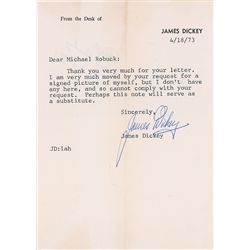 From the Desk of
JAMES DICKEY
4/18/73
Dear Michael Robuck:
Thank you very much for your letter.
I am very much moved by your request for a
signed picture of myself, but I don't have
any here, and so cannot comply with your
request. Perhaps this note will serve as
a substitute.
Sincerely,
James Dickey
James Dickey
JD:lah